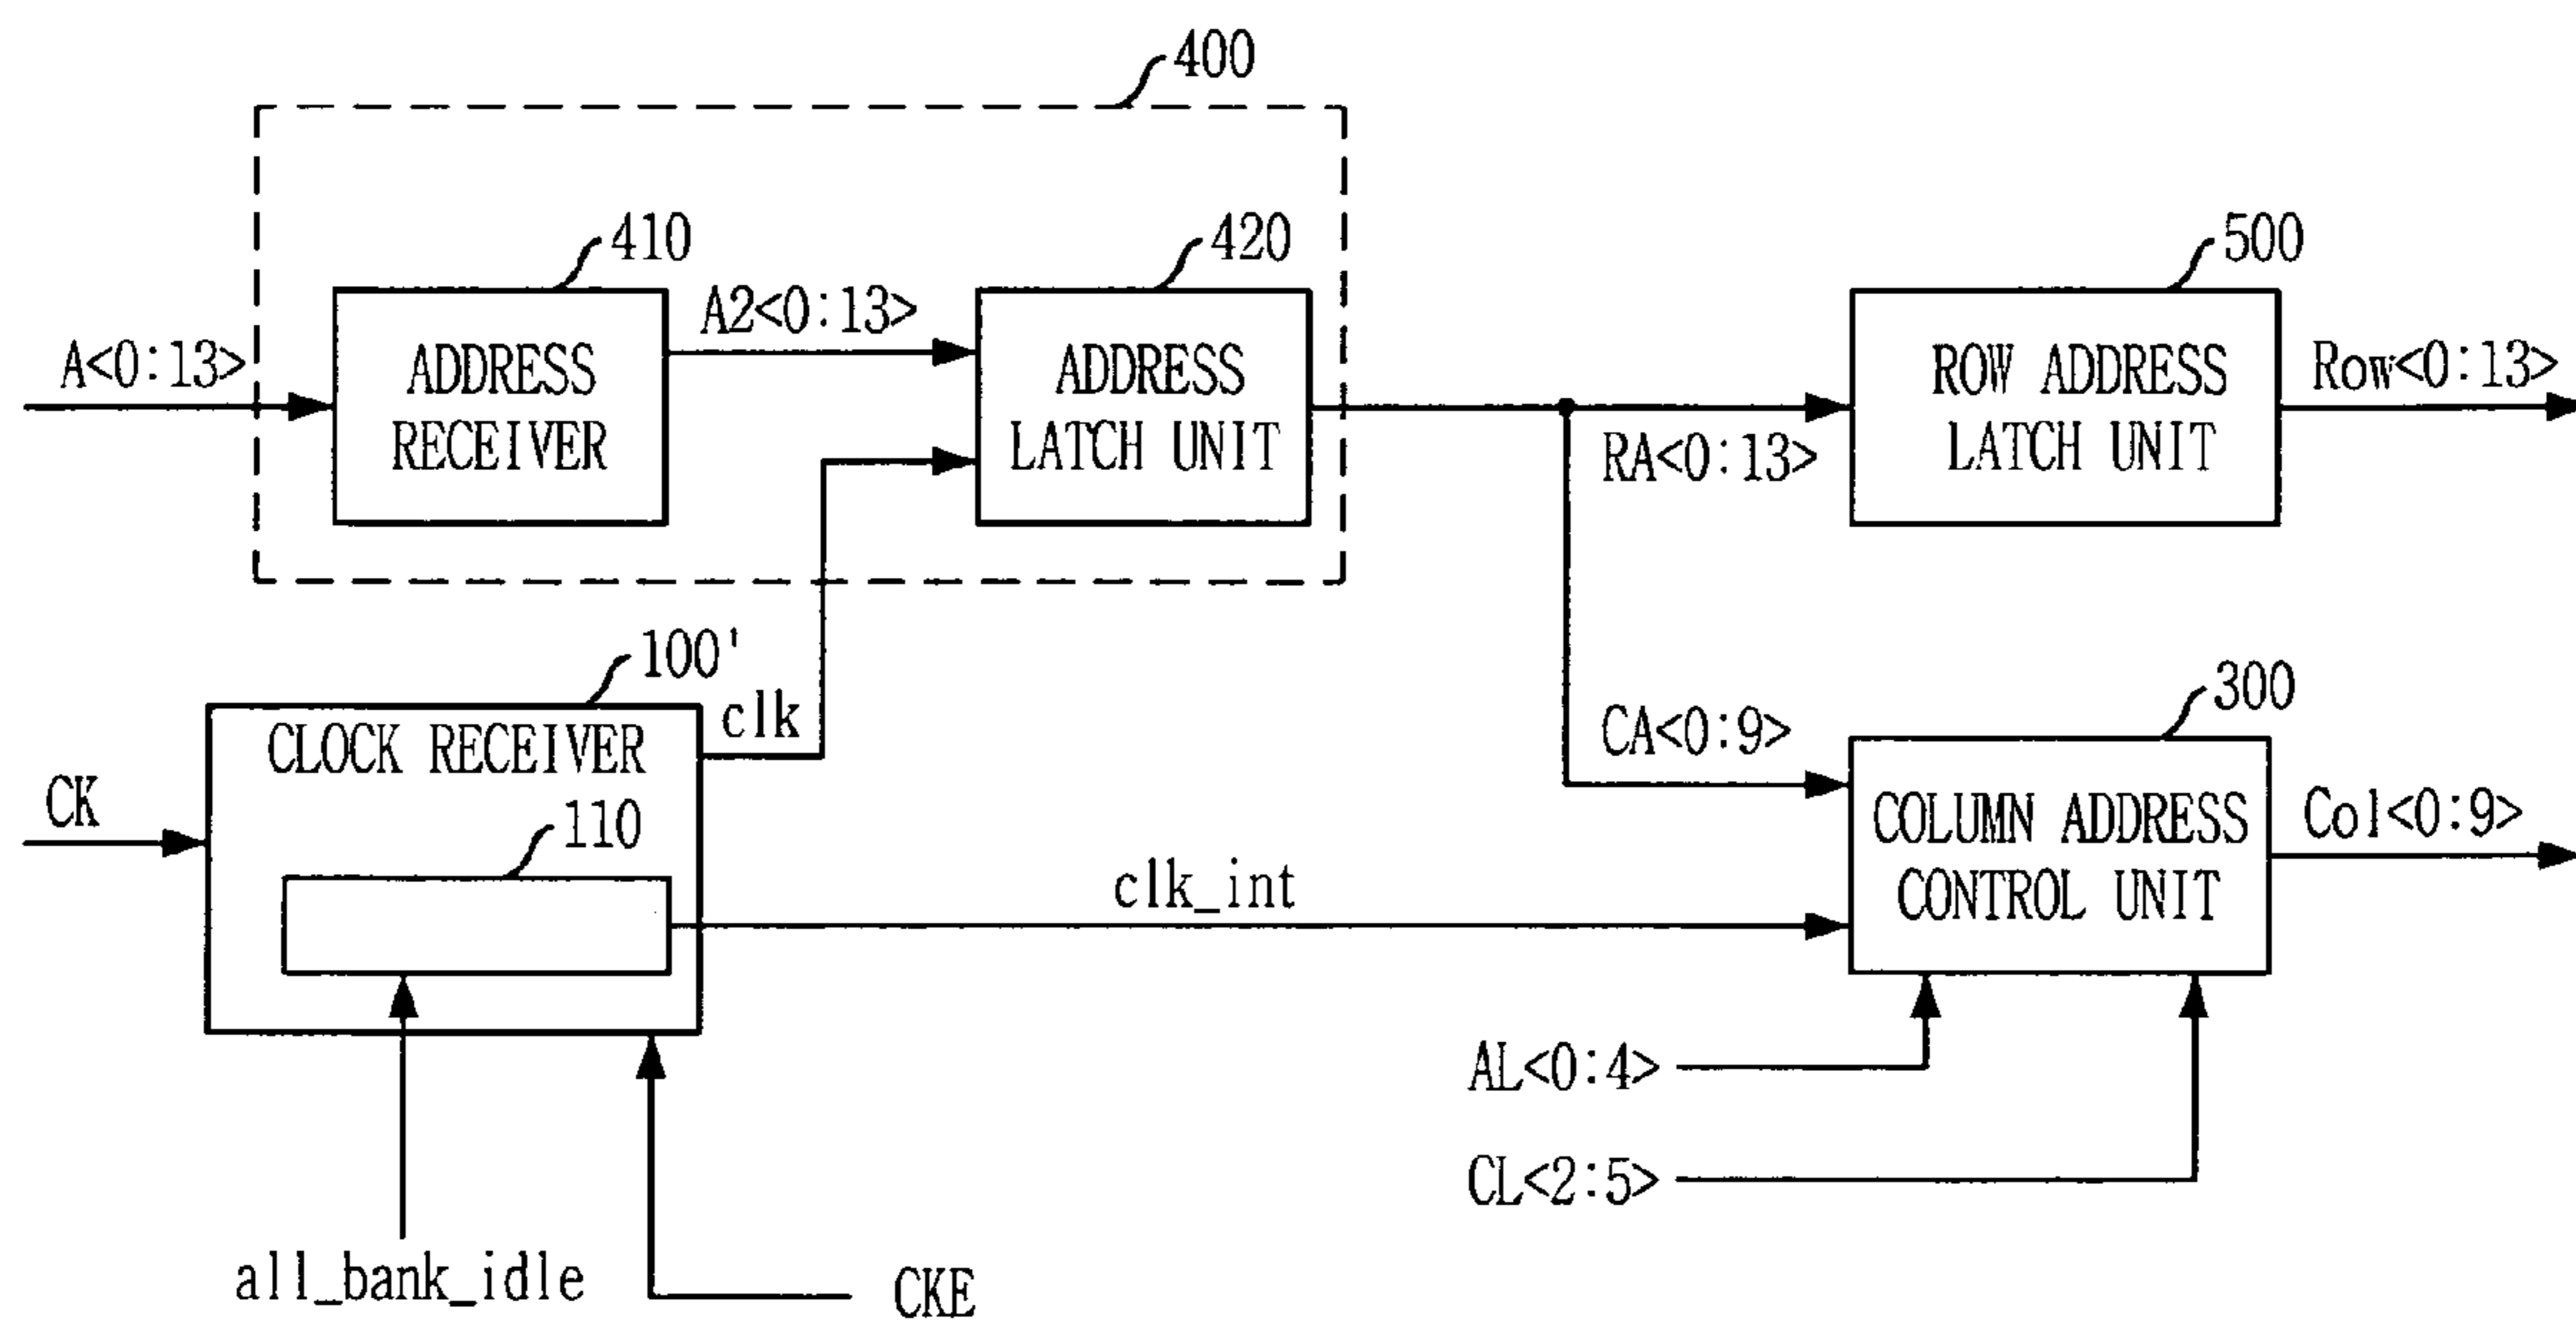 400
410
420
500
A<0:13>
ADDRESS
RECEIVER
A2<0:13>
ADDRESS
LATCH UNIT
RA<0:13>
ROW ADDRESS
LATCH UNIT
Row<0:13>
100'
clk
300
CK
CLOCK RECEIVER
110
clk_int
CA<0:9>
COLUMN ADDRESS
CONTROL UNIT
Col<0:9>
AL<0:4>
CL<2:5>
all_bank_idle
CKE